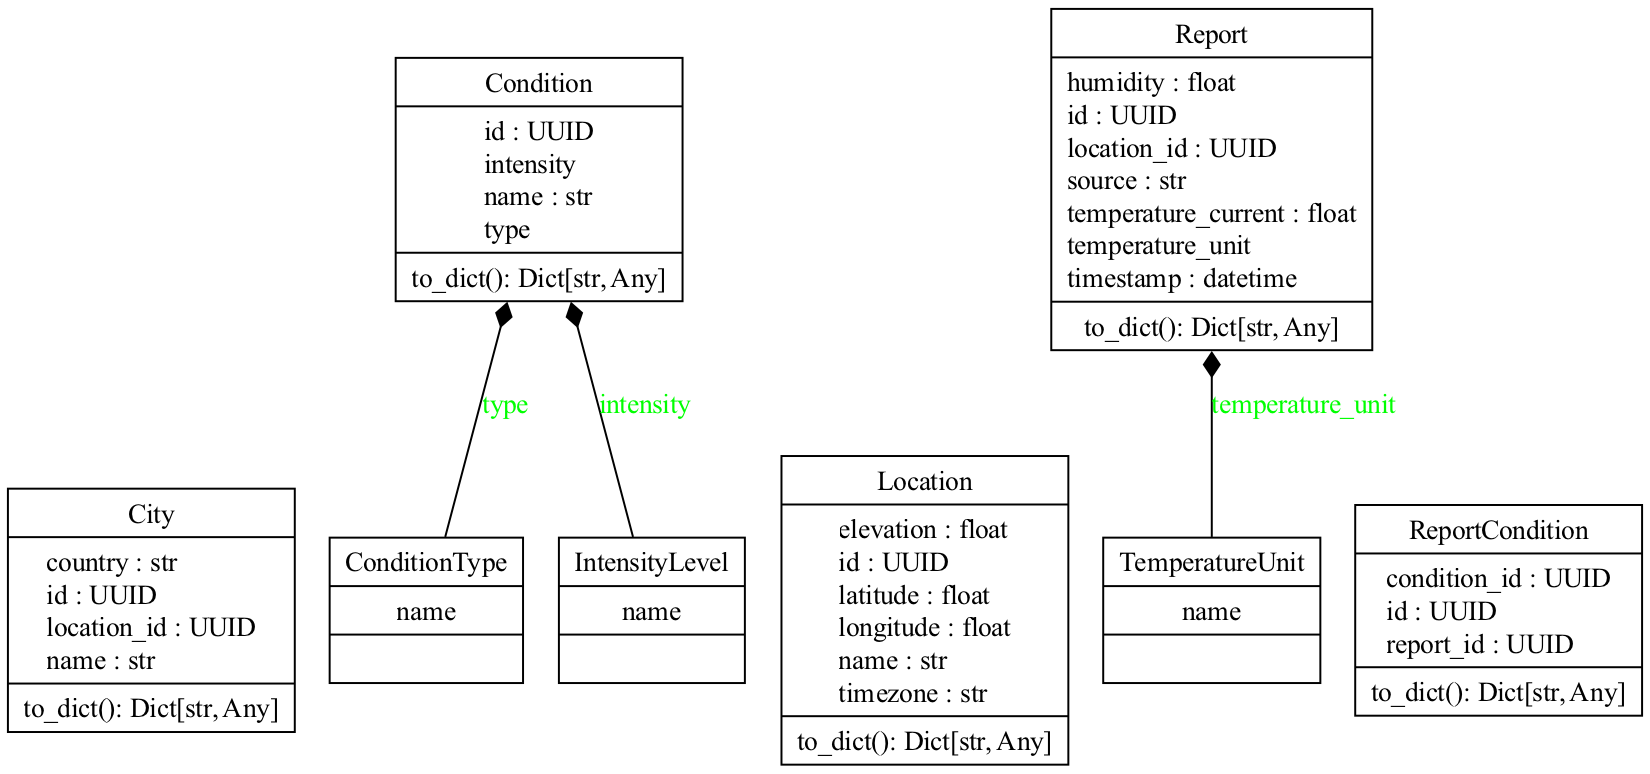 Report
humidity : float
id : UUID
location_id : UUID
source : str
temperature_current : float
temperature_unit
timestamp : datetime
to_dict(): Dict[str, Any]
Condition
id : UUID
intensity
name : str
type
to_dict(): Dict[str, Any]
type
intensity
temperature_unit
City
country : str
id : UUID
location_id : UUID
name : str
to_dict(): Dict[str, Any]
ConditionType
name
IntensityLevel
name
Location
elevation : float
id : UUID
latitude : float
longitude : float
name : str
timezone : str
to_dict(): Dict[str, Any]
TemperatureUnit
name
ReportCondition
condition_id : UUID
id : UUID
report_id : UUID
to_dict(): Dict[str, Any]